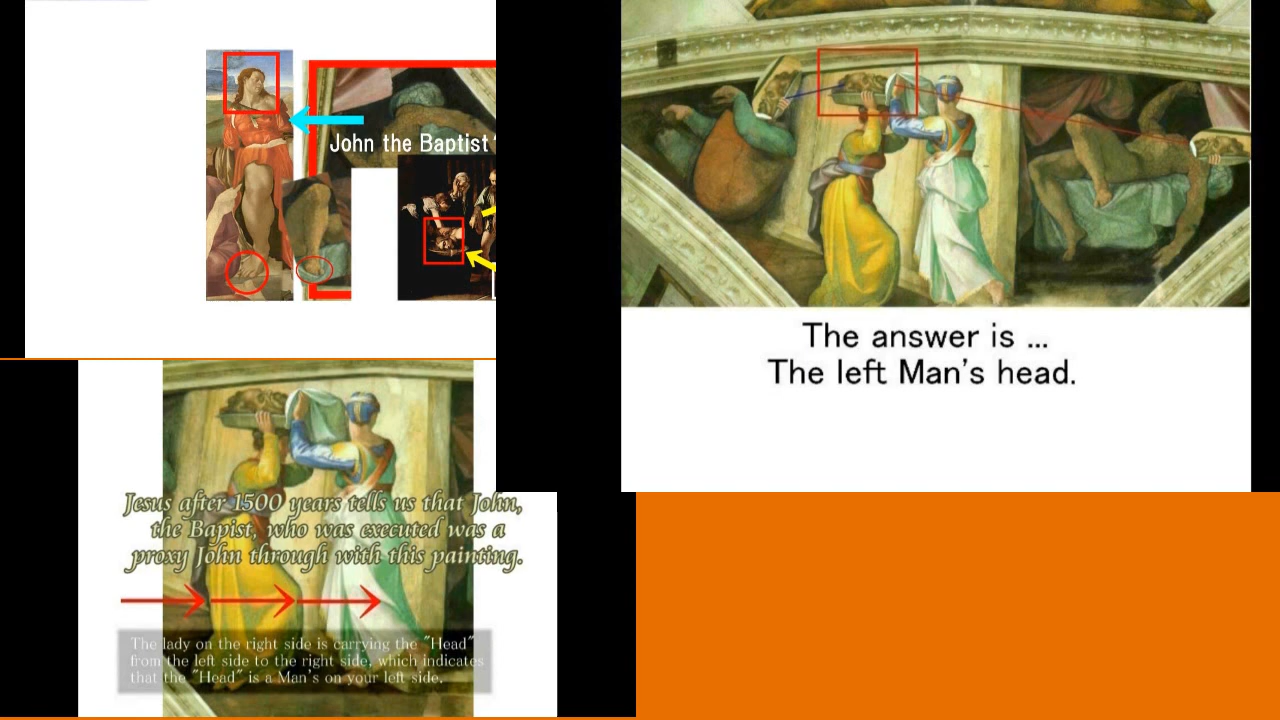 John the Baptist
The answer is ...
The left Man's head.
Jesus after 1500 years tells us that John,
the Bapist, who was executed was a
proxy John through with this painting.
The lady on the right side is carrying the "Head"
from the left side to the right side, which indicates
that the "Head" is a Man's on your left side.